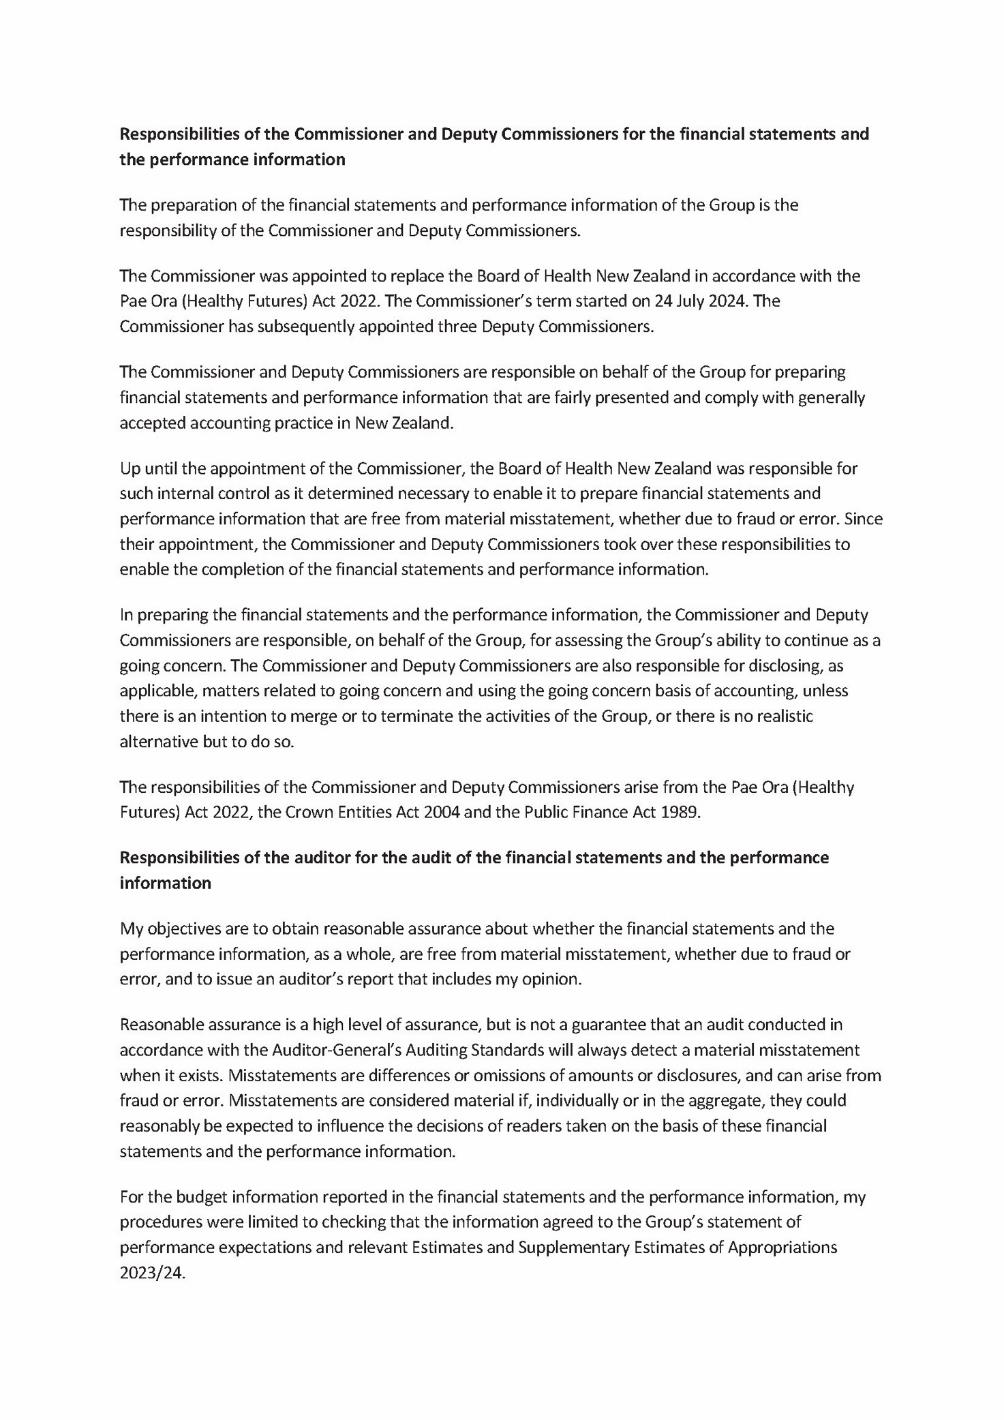 Responsibilities of the Commissioner and Deputy Commissioners for the financial statements and
the performance information
The preparation of the financial statements and performance information of the Group is the
responsibility of the Commissioner and Deputy Commissioners.
The Commissioner was appointed to replace the Board of Health New Zealand in accordance with the
Pae Ora (Healthy Futures) Act 2022. The Commissioner's term started on 24 July 2024. The
Commissioner has subsequently appointed three Deputy Commissioners.
The Commissioner and Deputy Commissioners are responsible on behalf of the Group for preparing
financial statements and performance information that are fairly presented and comply with generally
accepted accounting practice in New Zealand.
Up until the appointment of the Commissioner, the Board of Health New Zealand was responsible for
such internal control as it determined necessary to enable it to prepare financial statements and
performance information that are free from material misstatement, whether due to fraud or error. Since
their appointment, the Commissioner and Deputy Commissioners took over these responsibilities to
enable the completion of the financial statements and performance information.
In preparing the financial statements and the performance information, the Commissioner and Deputy
Commissioners are responsible, on behalf of the Group, for assessing the Group's ability to continue as a
going concern. The Commissioner and Deputy Commissioners are also responsible for disclosing, as
applicable, matters related to going concern and using the going concern basis of accounting, unless
there is an intention to merge or to terminate the activities of the Group, or there is no realistic
alternative but to do so.
The responsibilities of the Commissioner and Deputy Commissioners arise from the Pae Ora (Healthy
Futures) Act 2022, the Crown Entities Act 2004 and the Public Finance Act 1989.
Responsibilities of the auditor for the audit of the financial statements and the performance
information
My objectives are to obtain reasonable assurance about whether the financial statements and the
performance information, as a whole, are free from material misstatement, whether due to fraud or
error, and to issue an auditor's report that includes my opinion.
Reasonable assurance is a high level of assurance, but is not a guarantee that an audit conducted in
accordance with the Auditor-General's Auditing Standards will always detect a material misstatement
when it exists. Misstatements are differences or omissions of amounts or disclosures, and can arise from
fraud or error. Misstatements are considered material if, individually or in the aggregate, they could
reasonably be expected to influence the decisions of readers taken on the basis of these financial
statements and the performance information.
For the budget information reported in the financial statements and the performance information, my
procedures were limited to checking that the information agreed to the Group's statement of
performance expectations and relevant Estimates and Supplementary Estimates of Appropriations
2023/24.